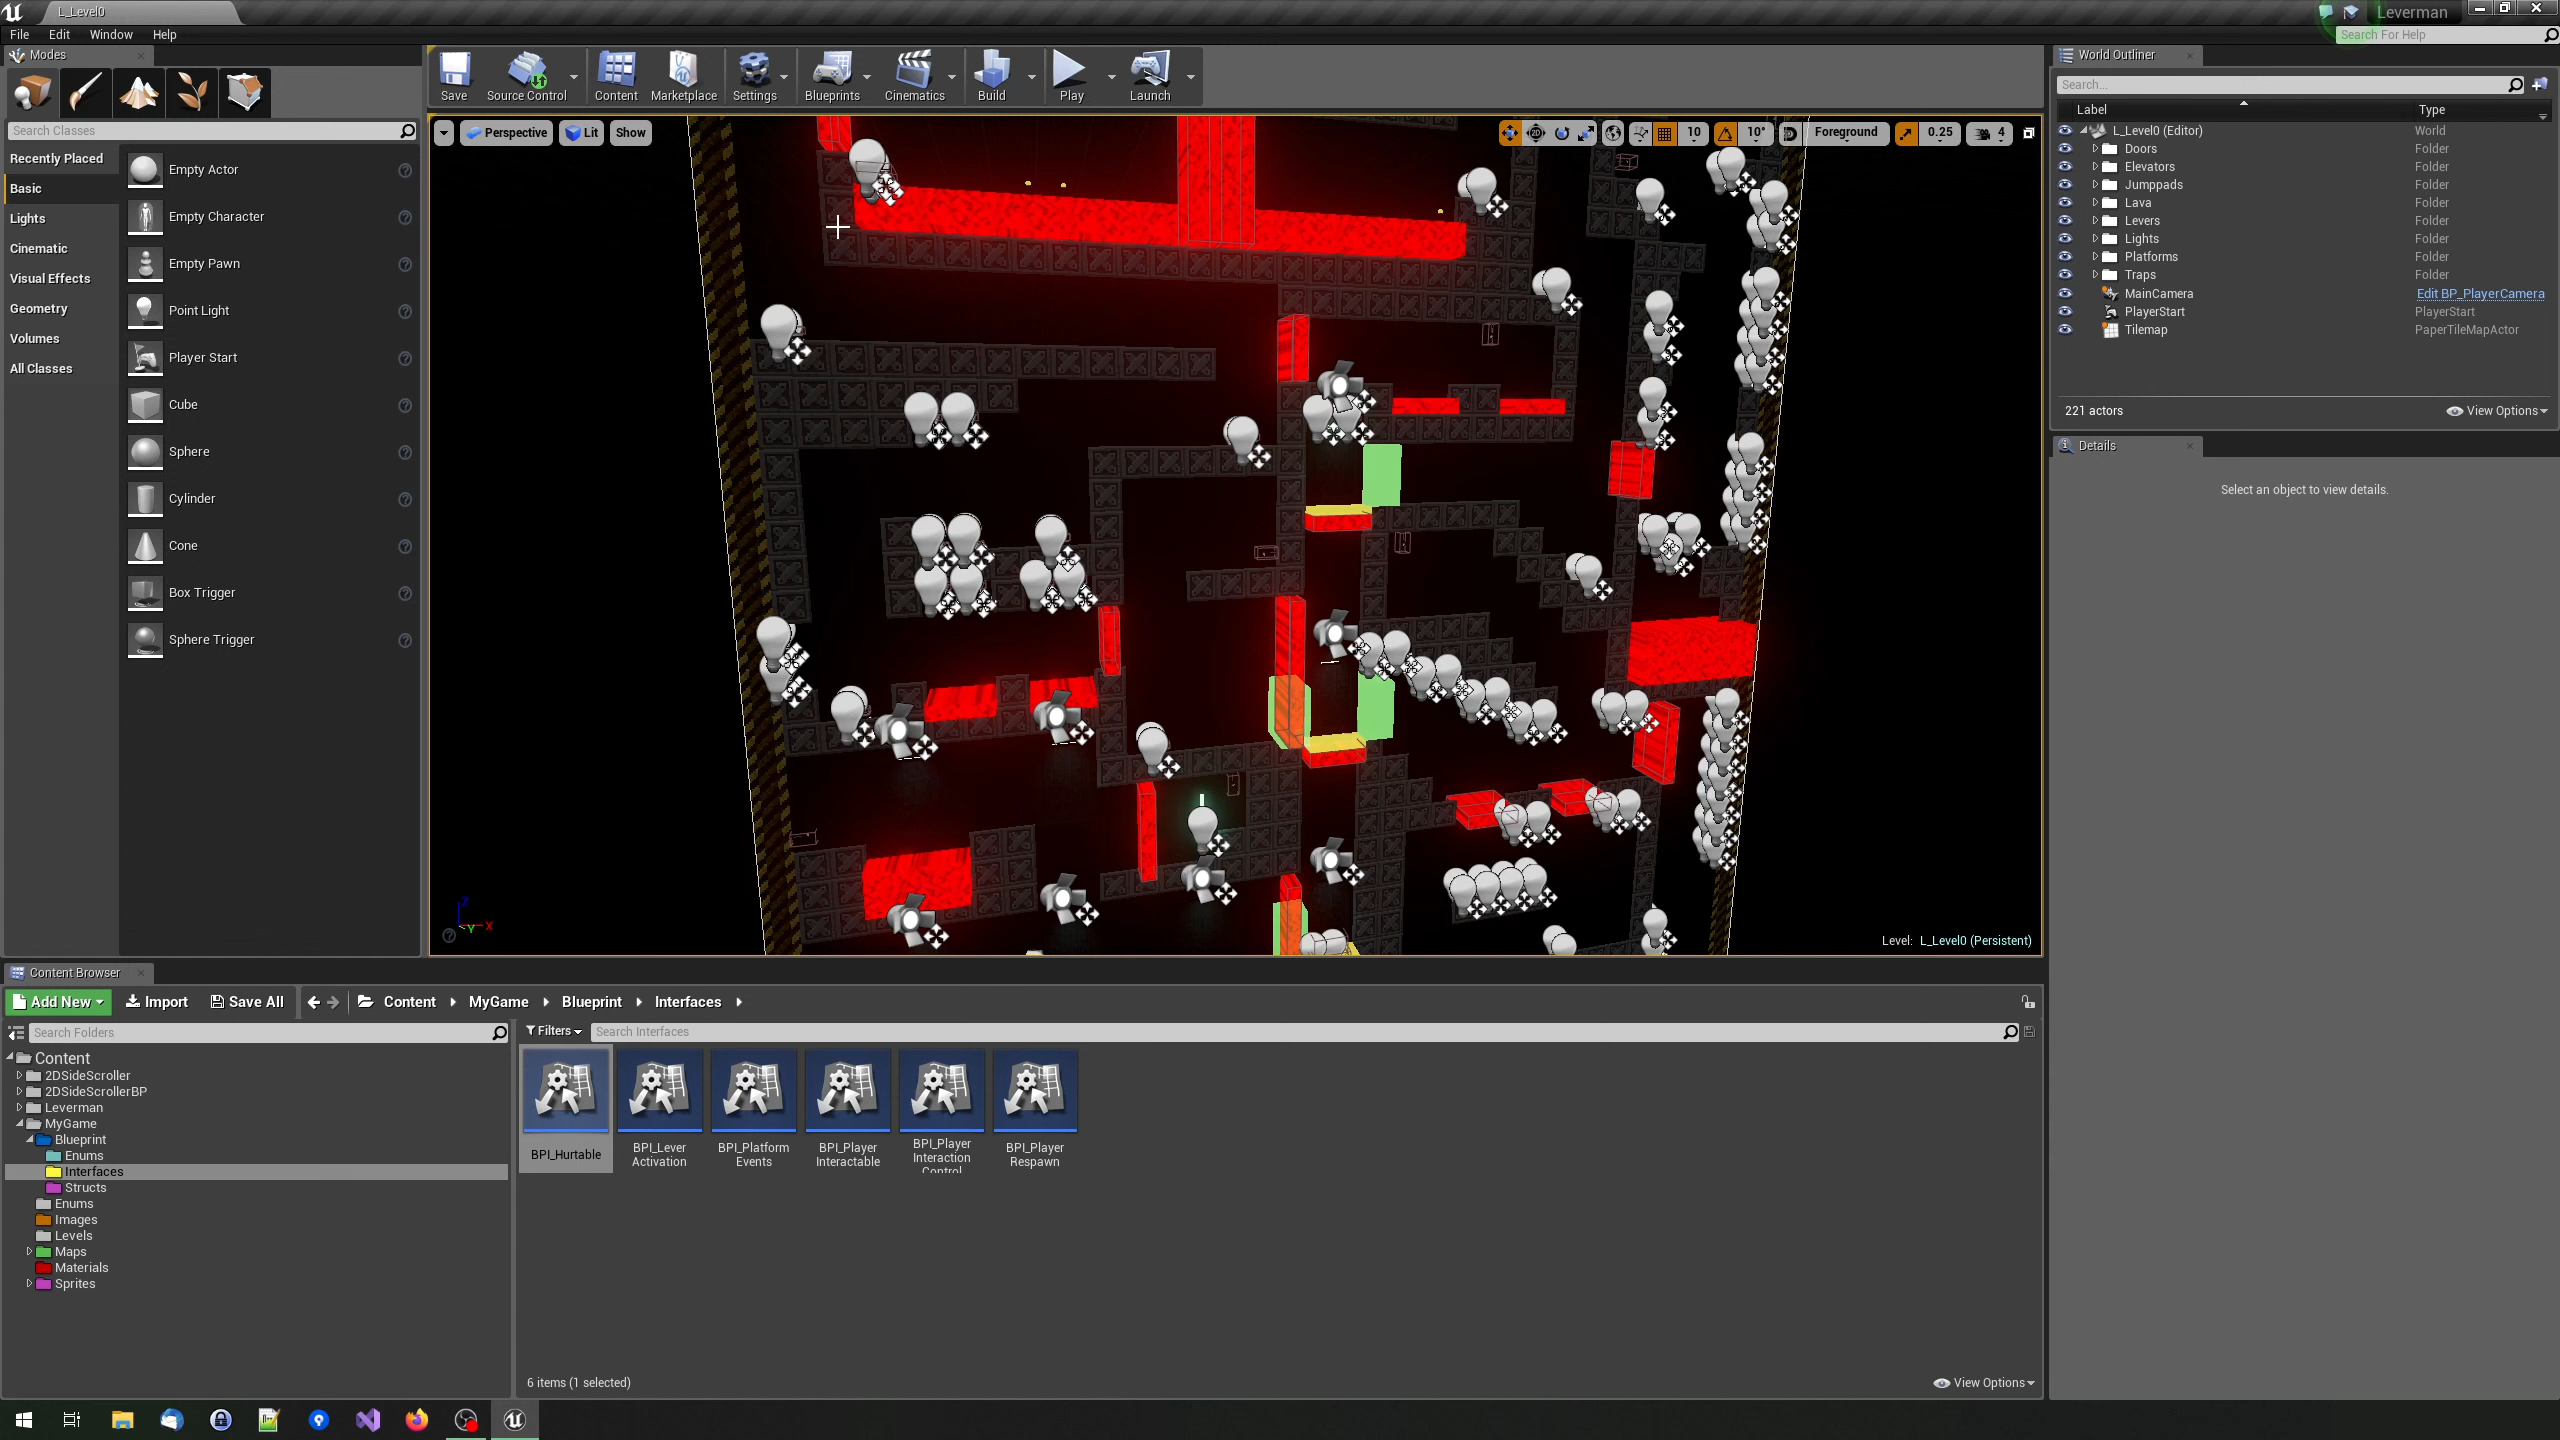 L_Level0
Leverman
File Edit Window Help
Search For Help
Modes
Search Classes
Recently Placed
Basic
Lights
Cinematic
Visual Effects
Geometry
Volumes
All Classes
Empty Actor
Empty Character
Empty Pawn
Point Light
Player Start
Cube
Sphere
Cylinder
Cone
Box Trigger
Sphere Trigger
Save Source Control Content Marketplace Settings Blueprints Cinematics Build Play Launch
Perspective Lit Show
10 10° Foreground 0.25 4
Z
X
Y
Level: L_Level0 (Persistent)
World Outliner
Search...
Label Type
L_Level0 (Editor) World
Doors Folder
Elevators Folder
Jumppads Folder
Lava Folder
Levers Folder
Lights Folder
Platforms Folder
Traps Folder
MainCamera Edit BP_PlayerCamera
PlayerStart PlayerStart
Tilemap PaperTileMapActor
221 actors View Options
Details
Select an object to view details.
Content Browser
Add New Import Save All Content MyGame Blueprint Interfaces
Search Folders
Content
2DSideScroller
2DSideScrollerBP
Leverman
MyGame
Blueprint
Enums
Interfaces
Structs
Enums
Images
Levels
Maps
Materials
Sprites
Filters Search Interfaces
BPI_Hurtable
BPI_Lever
Activation
BPI_Platform
Events
BPI_Player
Interactable
BPI_Player
Interaction
Control
BPI_Player
Respawn
6 items (1 selected) View Options